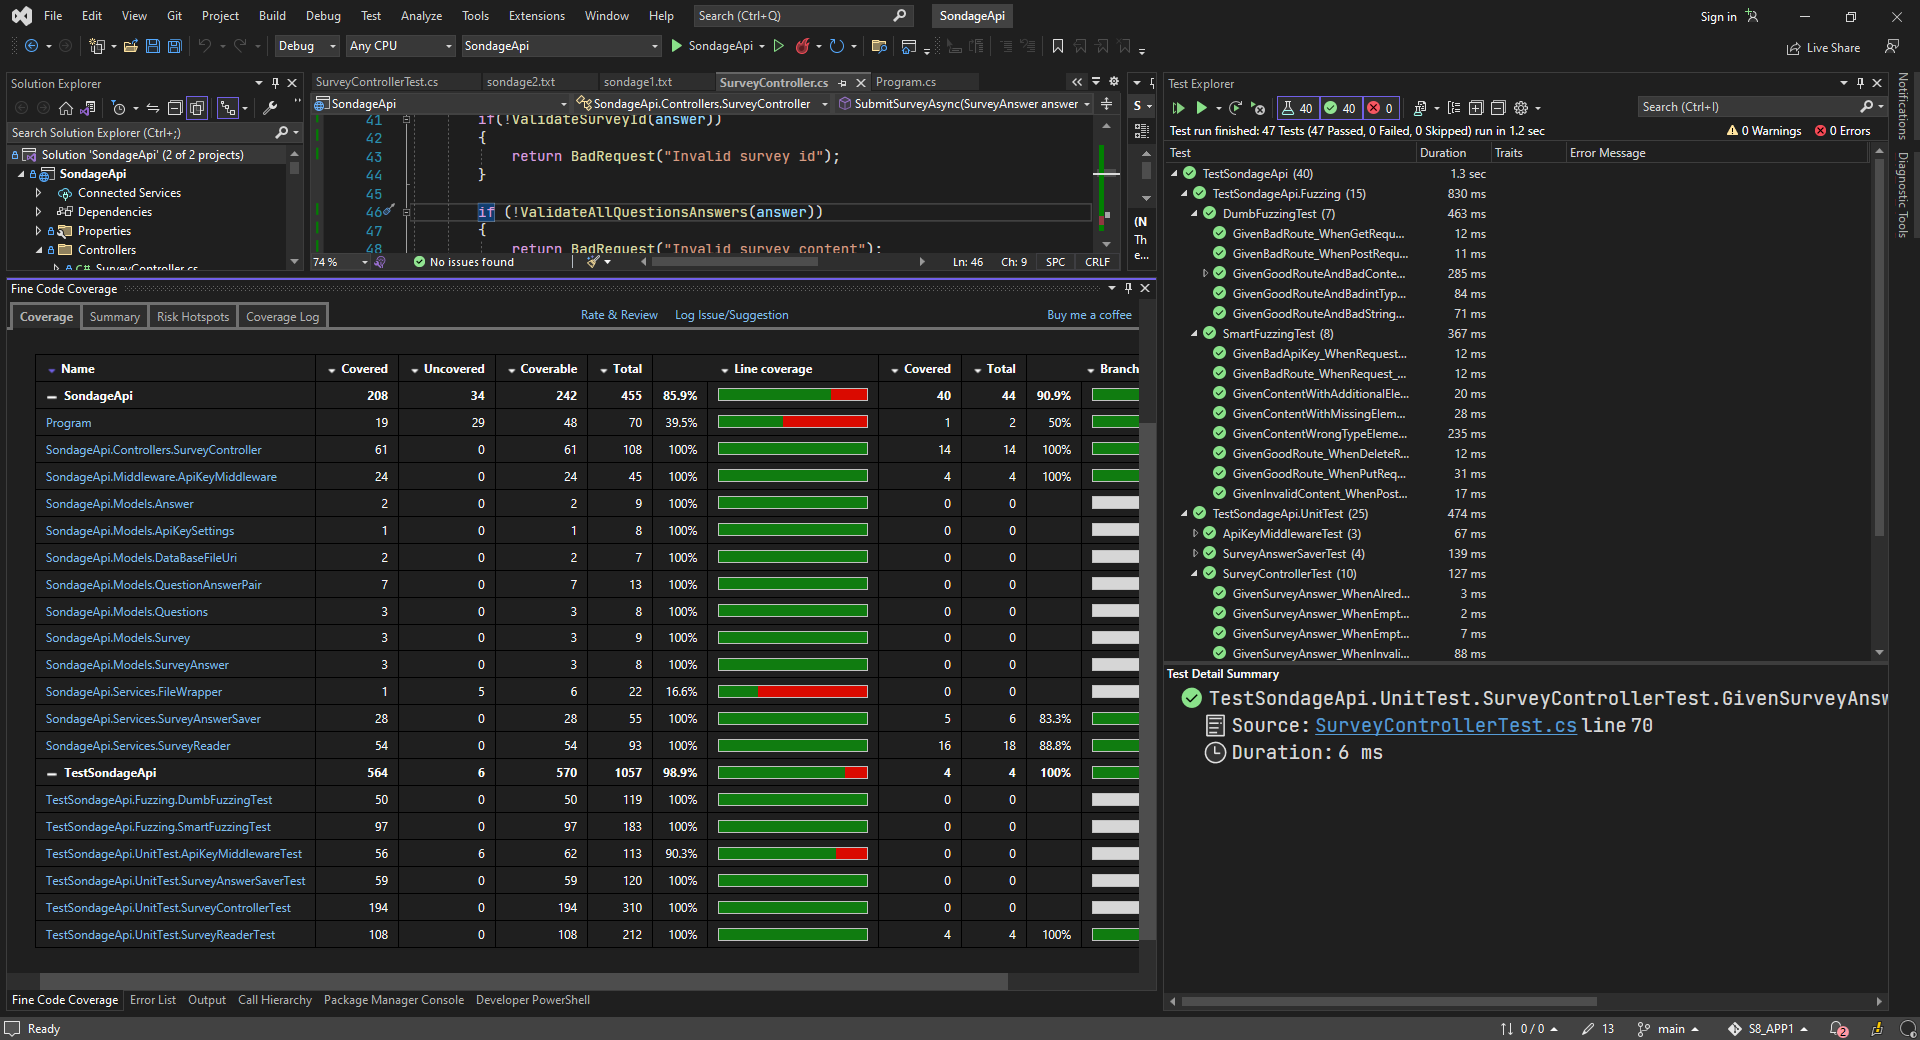 File Edit View Git Project Build Debug Test Analyze Tools Extensions Window Help Search (Ctrl+Q) SondageApi Sign in
Debug Any CPU SondageApi SondageApi Live Share
Solution Explorer
Search Solution Explorer (Ctrl+;)
Solution 'SondageApi' (2 of 2 projects)
SondageApi
Connected Services
Dependencies
Properties
Controllers
SurveyController.cs
SurveyControllerTest.cs sondage2.txt sondage1.txt SurveyController.cs Program.cs
SondageApi SondageApi.Controllers.SurveyController SubmitSurveyAsync(SurveyAnswer answer
41 if(!ValidateSurveyId(answer))
42 {
43 return BadRequest("Invalid survey id");
44 }
45
46 if (!ValidateAllQuestionsAnswers(answer))
47 {
48 return BadRequest("Invalid survey content");
74 % No issues found Ln: 46 Ch: 9 SPC CRLF
S
(N
Th
e...
Fine Code Coverage
Coverage Summary Risk Hotspots Coverage Log Rate & Review Log Issue/Suggestion Buy me a coffee
Name Covered Uncovered Coverable Total Line coverage Covered Total Branch
SondageApi 208 34 242 455 85.9% 40 44 90.9%
Program 19 29 48 70 39.5% 1 2 50%
SondageApi.Controllers.SurveyController 61 0 61 108 100% 14 14 100%
SondageApi.Middleware.ApiKeyMiddleware 24 0 24 45 100% 4 4 100%
SondageApi.Models.Answer 2 0 2 9 100% 0 0
SondageApi.Models.ApiKeySettings 1 0 1 8 100% 0 0
SondageApi.Models.DataBaseFileUri 2 0 2 7 100% 0 0
SondageApi.Models.QuestionAnswerPair 7 0 7 13 100% 0 0
SondageApi.Models.Questions 3 0 3 8 100% 0 0
SondageApi.Models.Survey 3 0 3 9 100% 0 0
SondageApi.Models.SurveyAnswer 3 0 3 8 100% 0 0
SondageApi.Services.FileWrapper 1 5 6 22 16.6% 0 0
SondageApi.Services.SurveyAnswerSaver 28 0 28 55 100% 5 6 83.3%
SondageApi.Services.SurveyReader 54 0 54 93 100% 16 18 88.8%
TestSondageApi 564 6 570 1057 98.9% 4 4 100%
TestSondageApi.Fuzzing.DumbFuzzingTest 50 0 50 119 100% 0 0
TestSondageApi.Fuzzing.SmartFuzzingTest 97 0 97 183 100% 0 0
TestSondageApi.UnitTest.ApiKeyMiddlewareTest 56 6 62 113 90.3% 0 0
TestSondageApi.UnitTest.SurveyAnswerSaverTest 59 0 59 120 100% 0 0
TestSondageApi.UnitTest.SurveyControllerTest 194 0 194 310 100% 0 0
TestSondageApi.UnitTest.SurveyReaderTest 108 0 108 212 100% 4 4 100%
Fine Code Coverage Error List Output Call Hierarchy Package Manager Console Developer PowerShell
Test Explorer
40 40 0 Search (Ctrl+I)
Test run finished: 47 Tests (47 Passed, 0 Failed, 0 Skipped) run in 1.2 sec 0 Warnings 0 Errors
Test Duration Traits Error Message
TestSondageApi (40) 1.3 sec
TestSondageApi.Fuzzing (15) 830 ms
DumbFuzzingTest (7) 463 ms
GivenBadRoute_WhenGetRequ... 12 ms
GivenBadRoute_WhenPostRequ... 11 ms
GivenGoodRouteAndBadConte... 285 ms
GivenGoodRouteAndBadintTyp... 84 ms
GivenGoodRouteAndBadString... 71 ms
SmartFuzzingTest (8) 367 ms
GivenBadApiKey_WhenRequest... 12 ms
GivenBadRoute_WhenRequest_... 12 ms
GivenContentWithAdditionalEle... 20 ms
GivenContentWithMissingElem... 28 ms
GivenContentWrongTypeEleme... 235 ms
GivenGoodRoute_WhenDeleteR... 12 ms
GivenGoodRoute_WhenPutReq... 31 ms
GivenInvalidContent_WhenPost... 17 ms
TestSondageApi.UnitTest (25) 474 ms
ApiKeyMiddlewareTest (3) 67 ms
SurveyAnswerSaverTest (4) 139 ms
SurveyControllerTest (10) 127 ms
GivenSurveyAnswer_WhenAlred... 3 ms
GivenSurveyAnswer_WhenEmpt... 2 ms
GivenSurveyAnswer_WhenEmpt... 7 ms
GivenSurveyAnswer_WhenInvali... 88 ms
Test Detail Summary
TestSondageApi.UnitTest.SurveyControllerTest.GivenSurveyAnsw
Source: SurveyControllerTest.cs line 70
Duration: 6 ms
Notifications
Diagnostic Tools
Ready 0 / 0 13 main S8_APP1 2